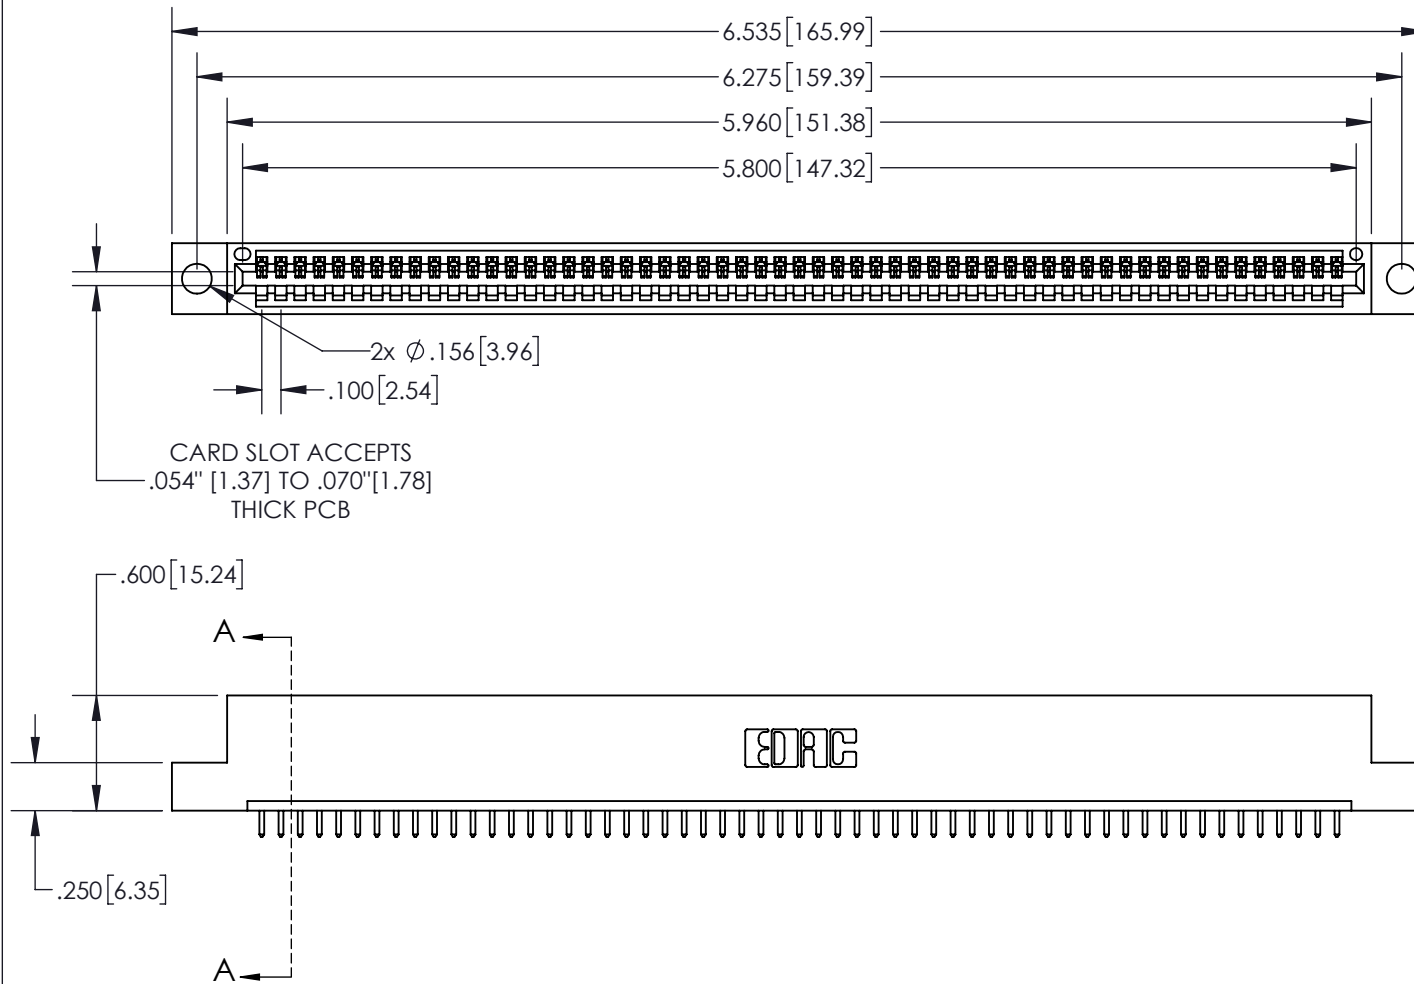 6.535[165.99]
6.275[159.39]
5.960[151.38]
5.800[147.32]
2x Ø.156[3.96]
.100[2.54]
CARD SLOT ACCEPTS
.054" [1.37] TO .070"[1.78]
THICK PCB
.600[15.24]
A
EDAC
.250[6.35]
A